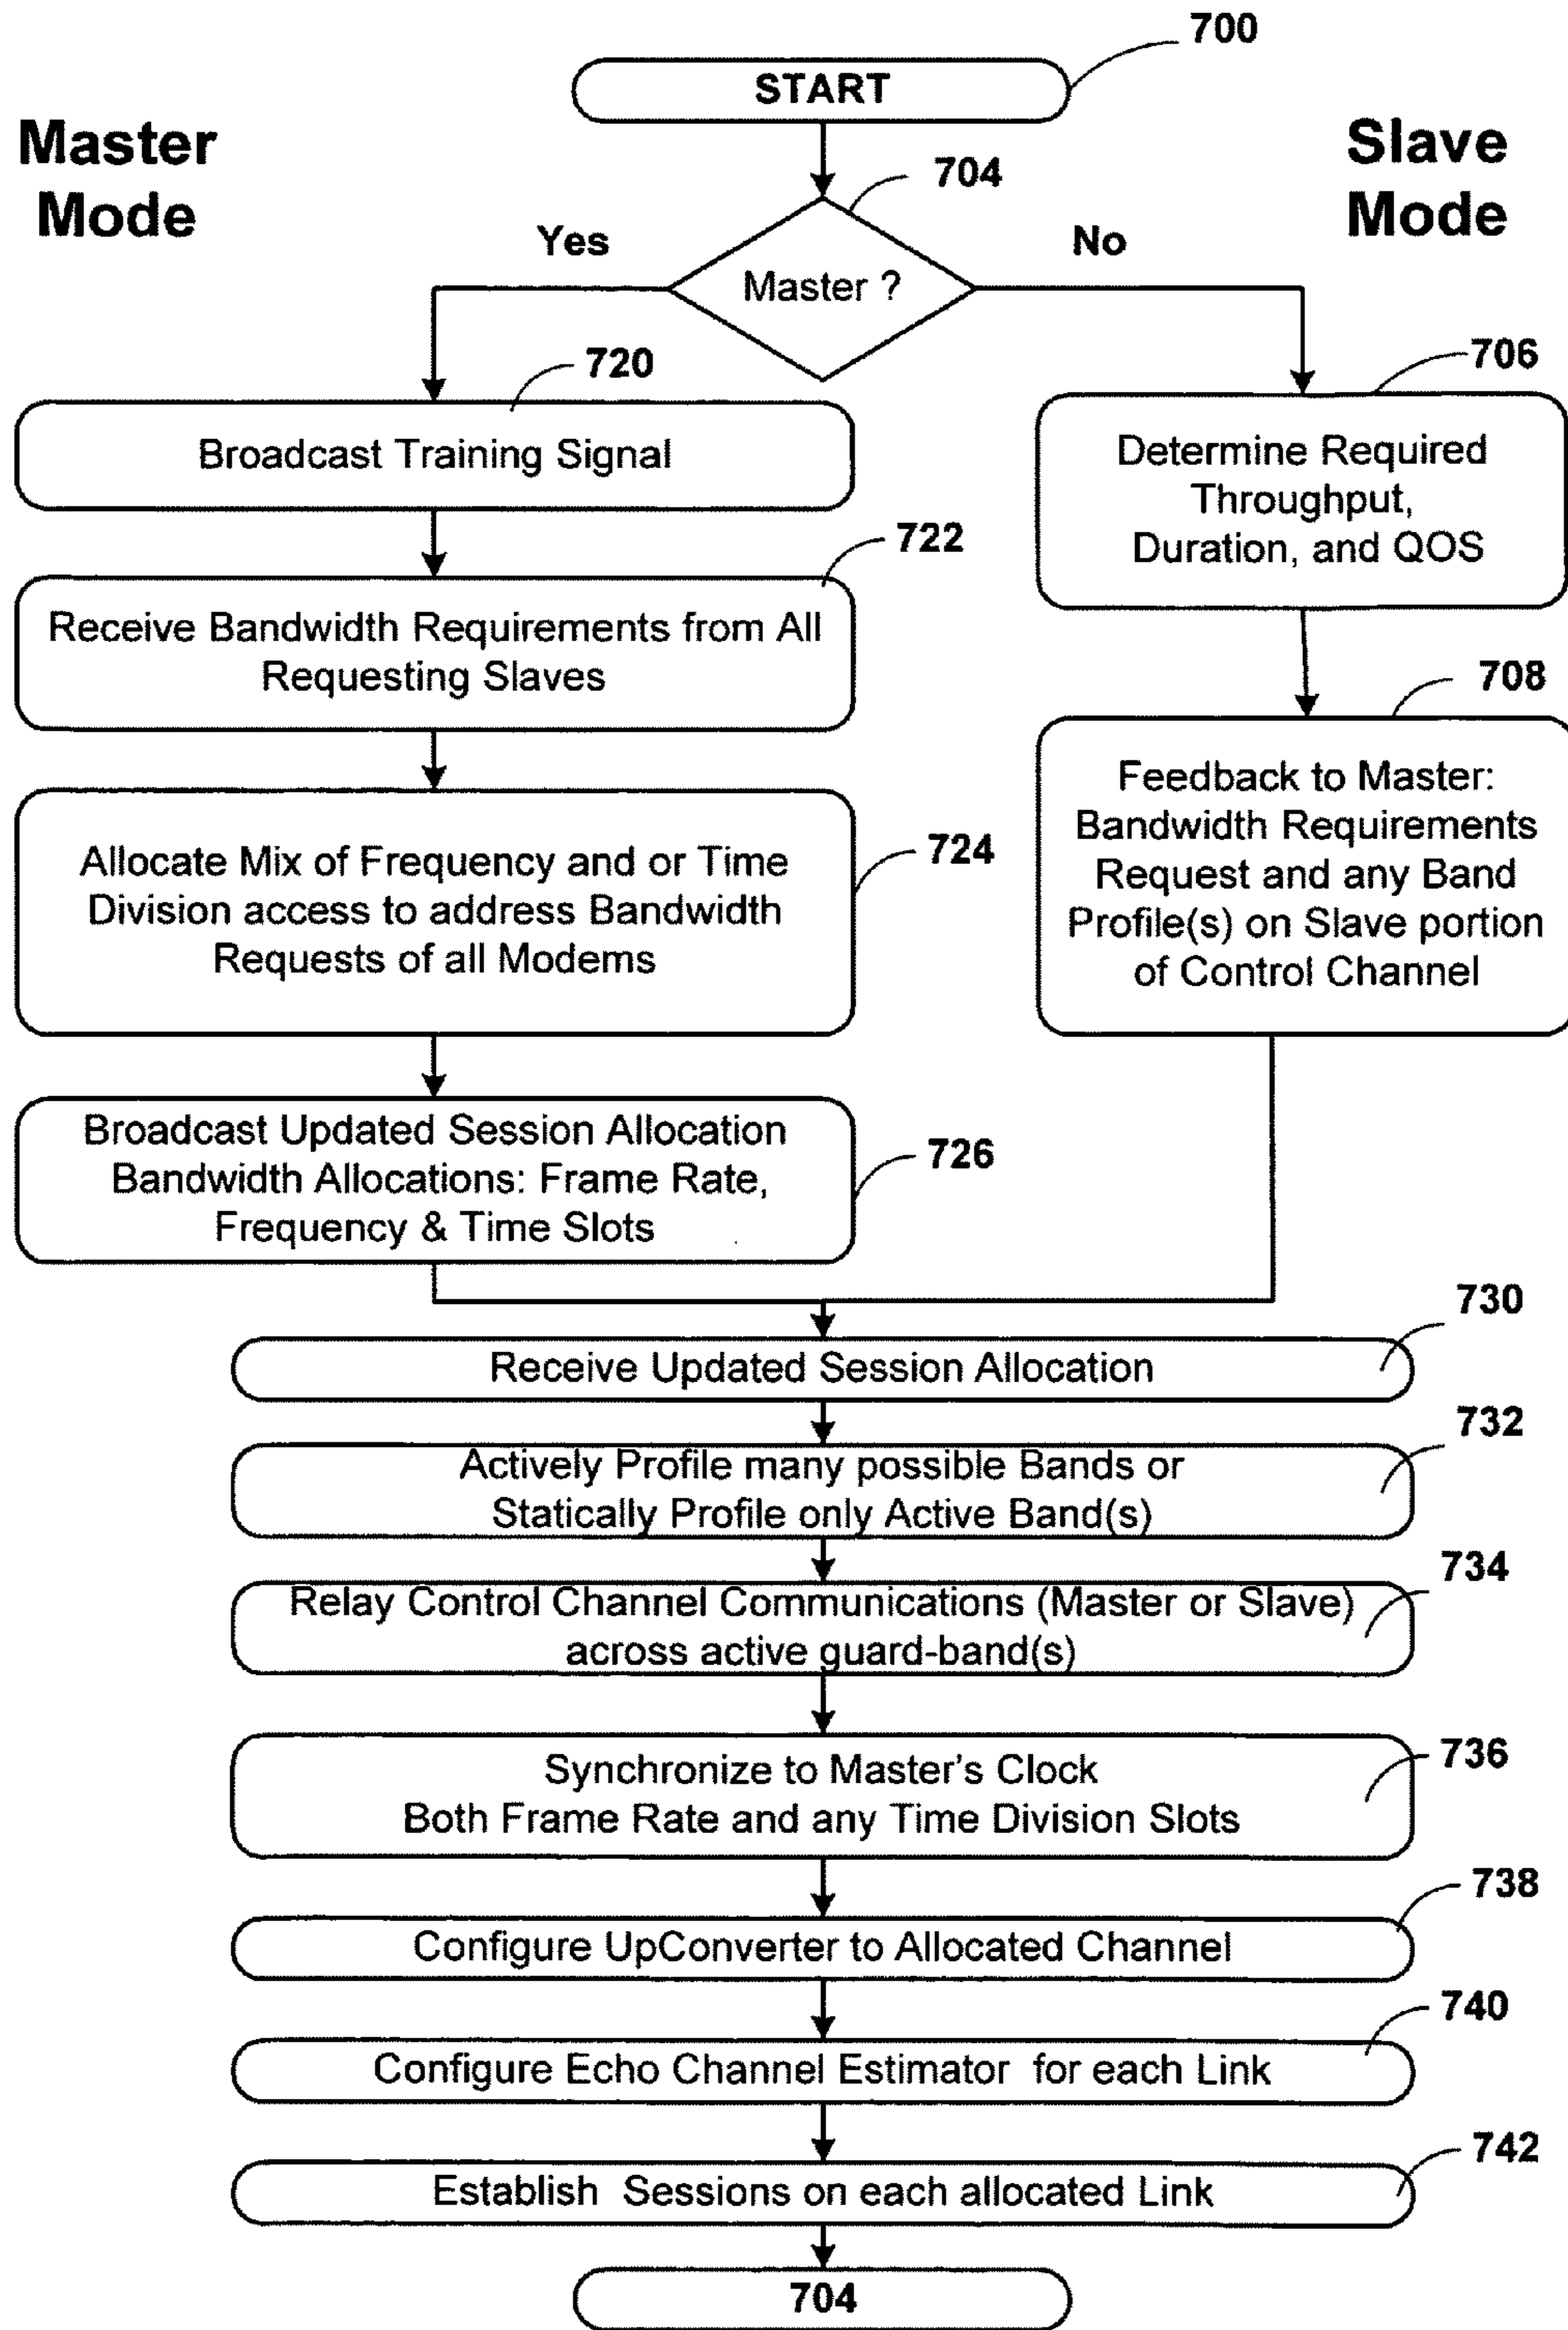 700
START
Master
Mode
Slave
Mode
704
Yes
No
Master ?
720
Broadcast Training Signal
706
Determine Required
Throughput,
Duration, and QOS
722
Receive Bandwidth Requirements from All
Requesting Slaves
708
Feedback to Master:
Bandwidth Requirements
Request and any Band
Profile(s) on Slave portion
of Control Channel
724
Allocate Mix of Frequency and or Time
Division access to address Bandwidth
Requests of all Modems
Broadcast Updated Session Allocation
Bandwidth Allocations: Frame Rate,
Frequency & Time Slots
726
730
Receive Updated Session Allocation
732
Actively Profile many possible Bands or
Statically Profile only Active Band(s)
734
Relay Control Channel Communications (Master or Slave)
across active guard-band(s)
736
Synchronize to Master's Clock
Both Frame Rate and any Time Division Slots
738
Configure UpConverter to Allocated Channel
740
Configure Echo Channel Estimator for each Link
742
Establish Sessions on each allocated Link
704